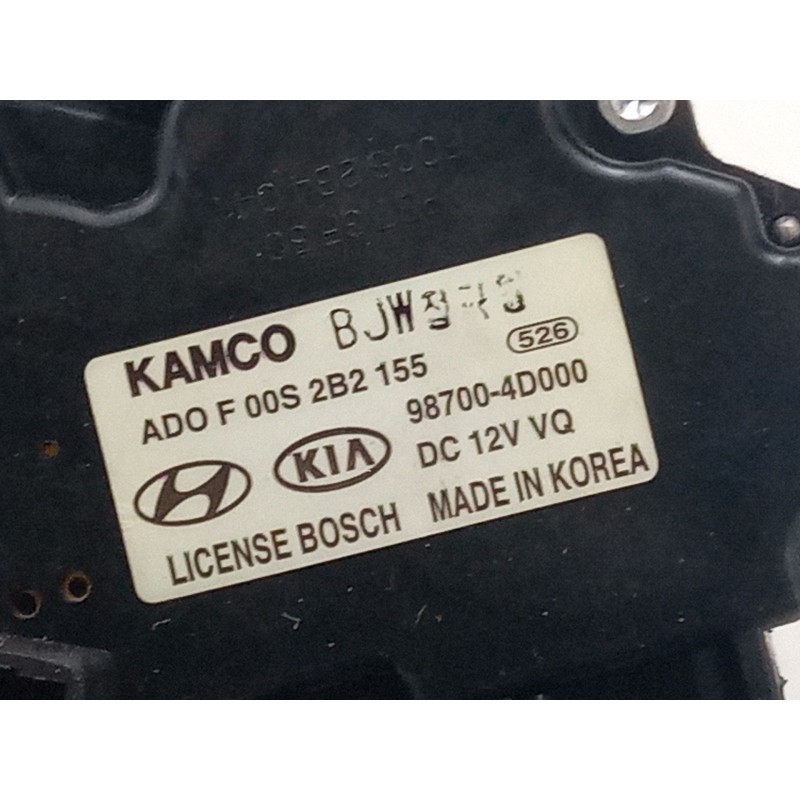 KAMCO BJW
526
ADO F 00S 2B2 155
98700-4D000
KIA DC 12V VQ
LICENSE BOSCH MADE IN KOREA